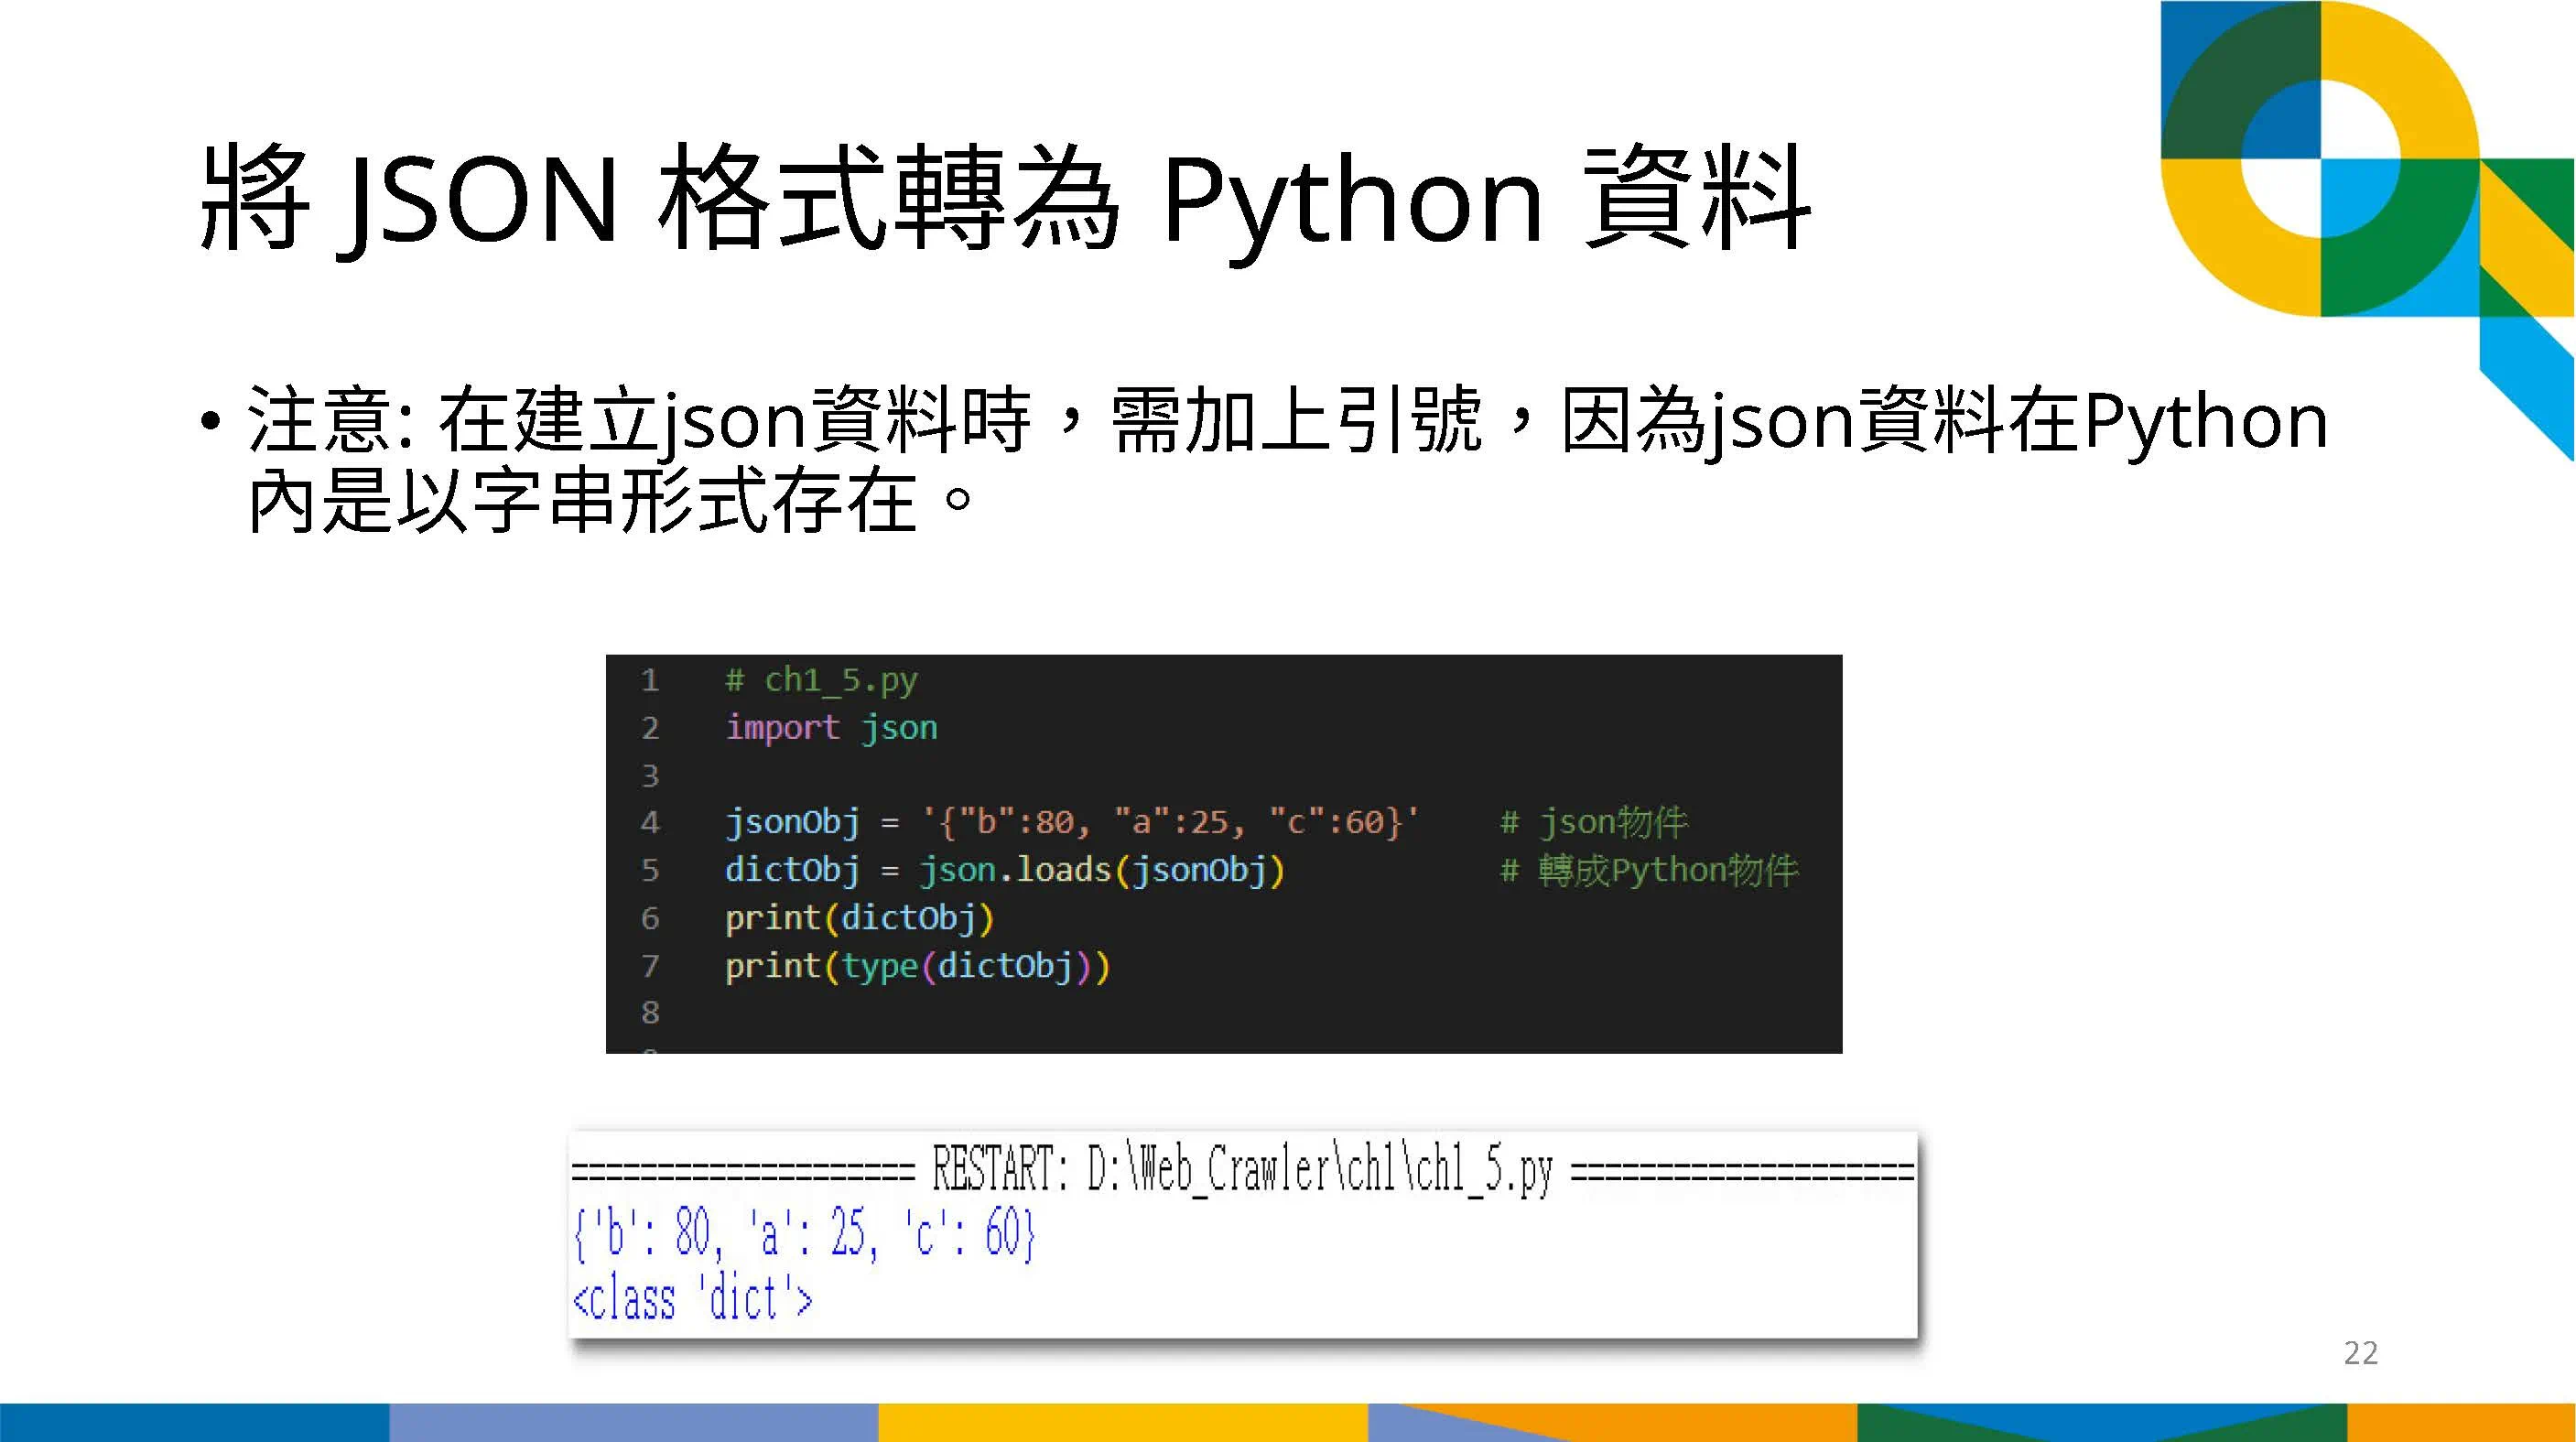 將 JSON 格式轉為 Python 資料
• 注意: 在建立json資料時，需加上引號，因為json資料在Python
內是以字串形式存在。
1 # ch1_5.py
2 import json
3
4 jsonObj = '{"b":80, "a":25, "c":60}' # json物件
5 dictObj = json.loads(jsonObj) # 轉成Python物件
6 print(dictObj)
7 print(type(dictObj))
8
==================== RESTART: D:\Web_Crawler\ch1\ch1_5.py ====================
{'b': 80, 'a': 25, 'c': 60}
<class 'dict'>
22